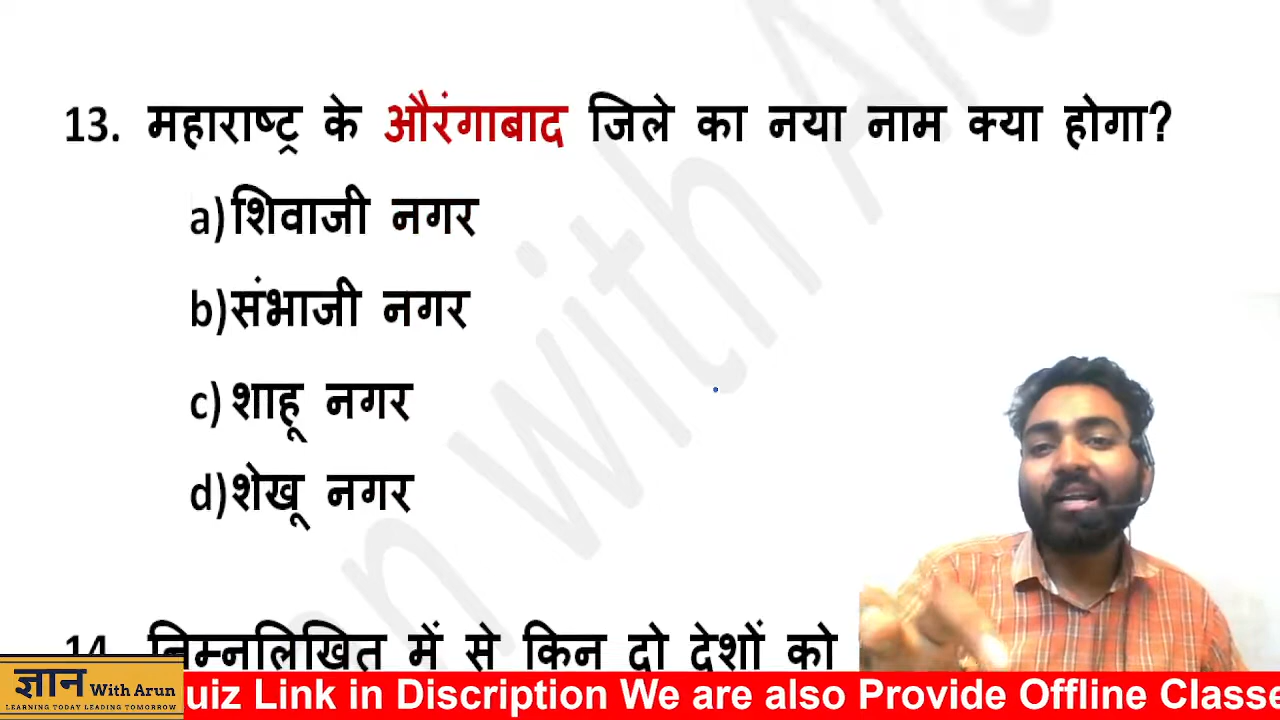 13. महाराष्ट्र के औरंगाबाद जिले का नया नाम क्या होगा?
a) शिवाजी नगर
b) संभाजी नगर
c) शाहू नगर
d) शेखू नगर
14. निम्नलिखित में से किन दो देशों को
ज्ञान With Arun
LEARNING TODAY LEADING TOMORROW
uiz Link in Discription We are also Provide Offline Classe